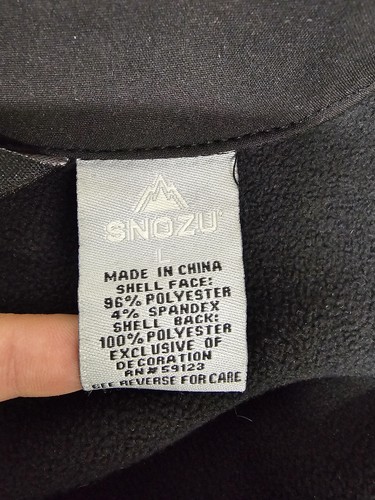 SNOZU
L
MADE IN CHINA
SHELL FACE:
96% POLYESTER
4% SPANDEX
SHELL BACK:
100% POLYESTER
EXCLUSIVE OF
DECORATION
RN# 59123
SEE REVERSE FOR CARE